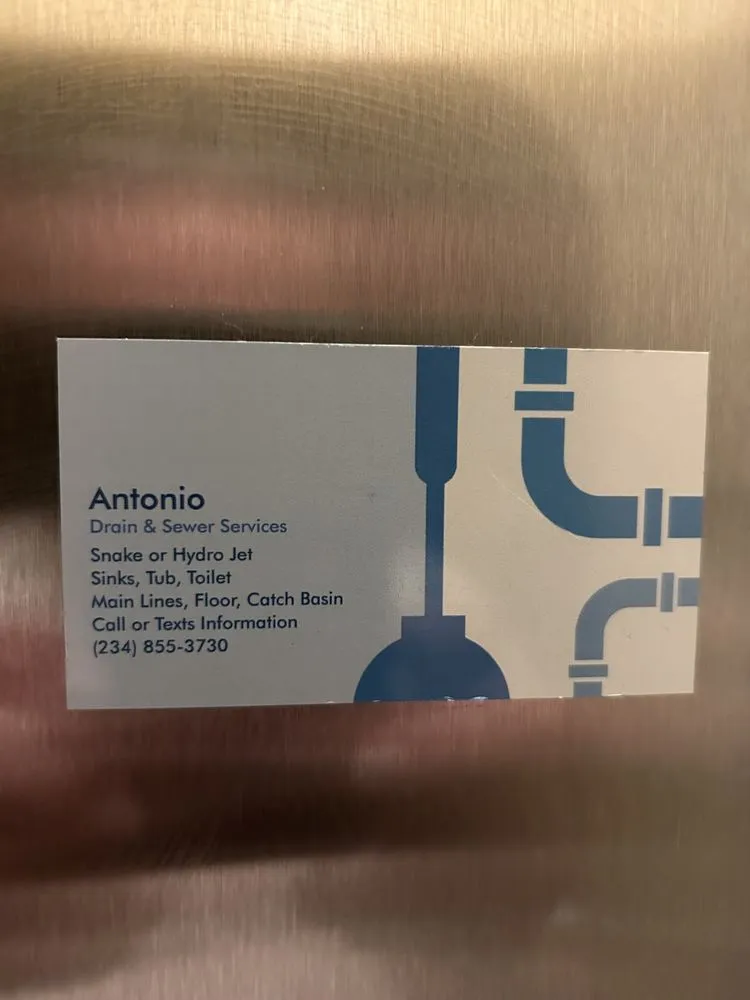 Antonio
Drain & Sewer Services
Snake or Hydro Jet
Sinks, Tub, Toilet
Main Lines, Floor, Catch Basin
Call or Texts Information
(234) 855-3730